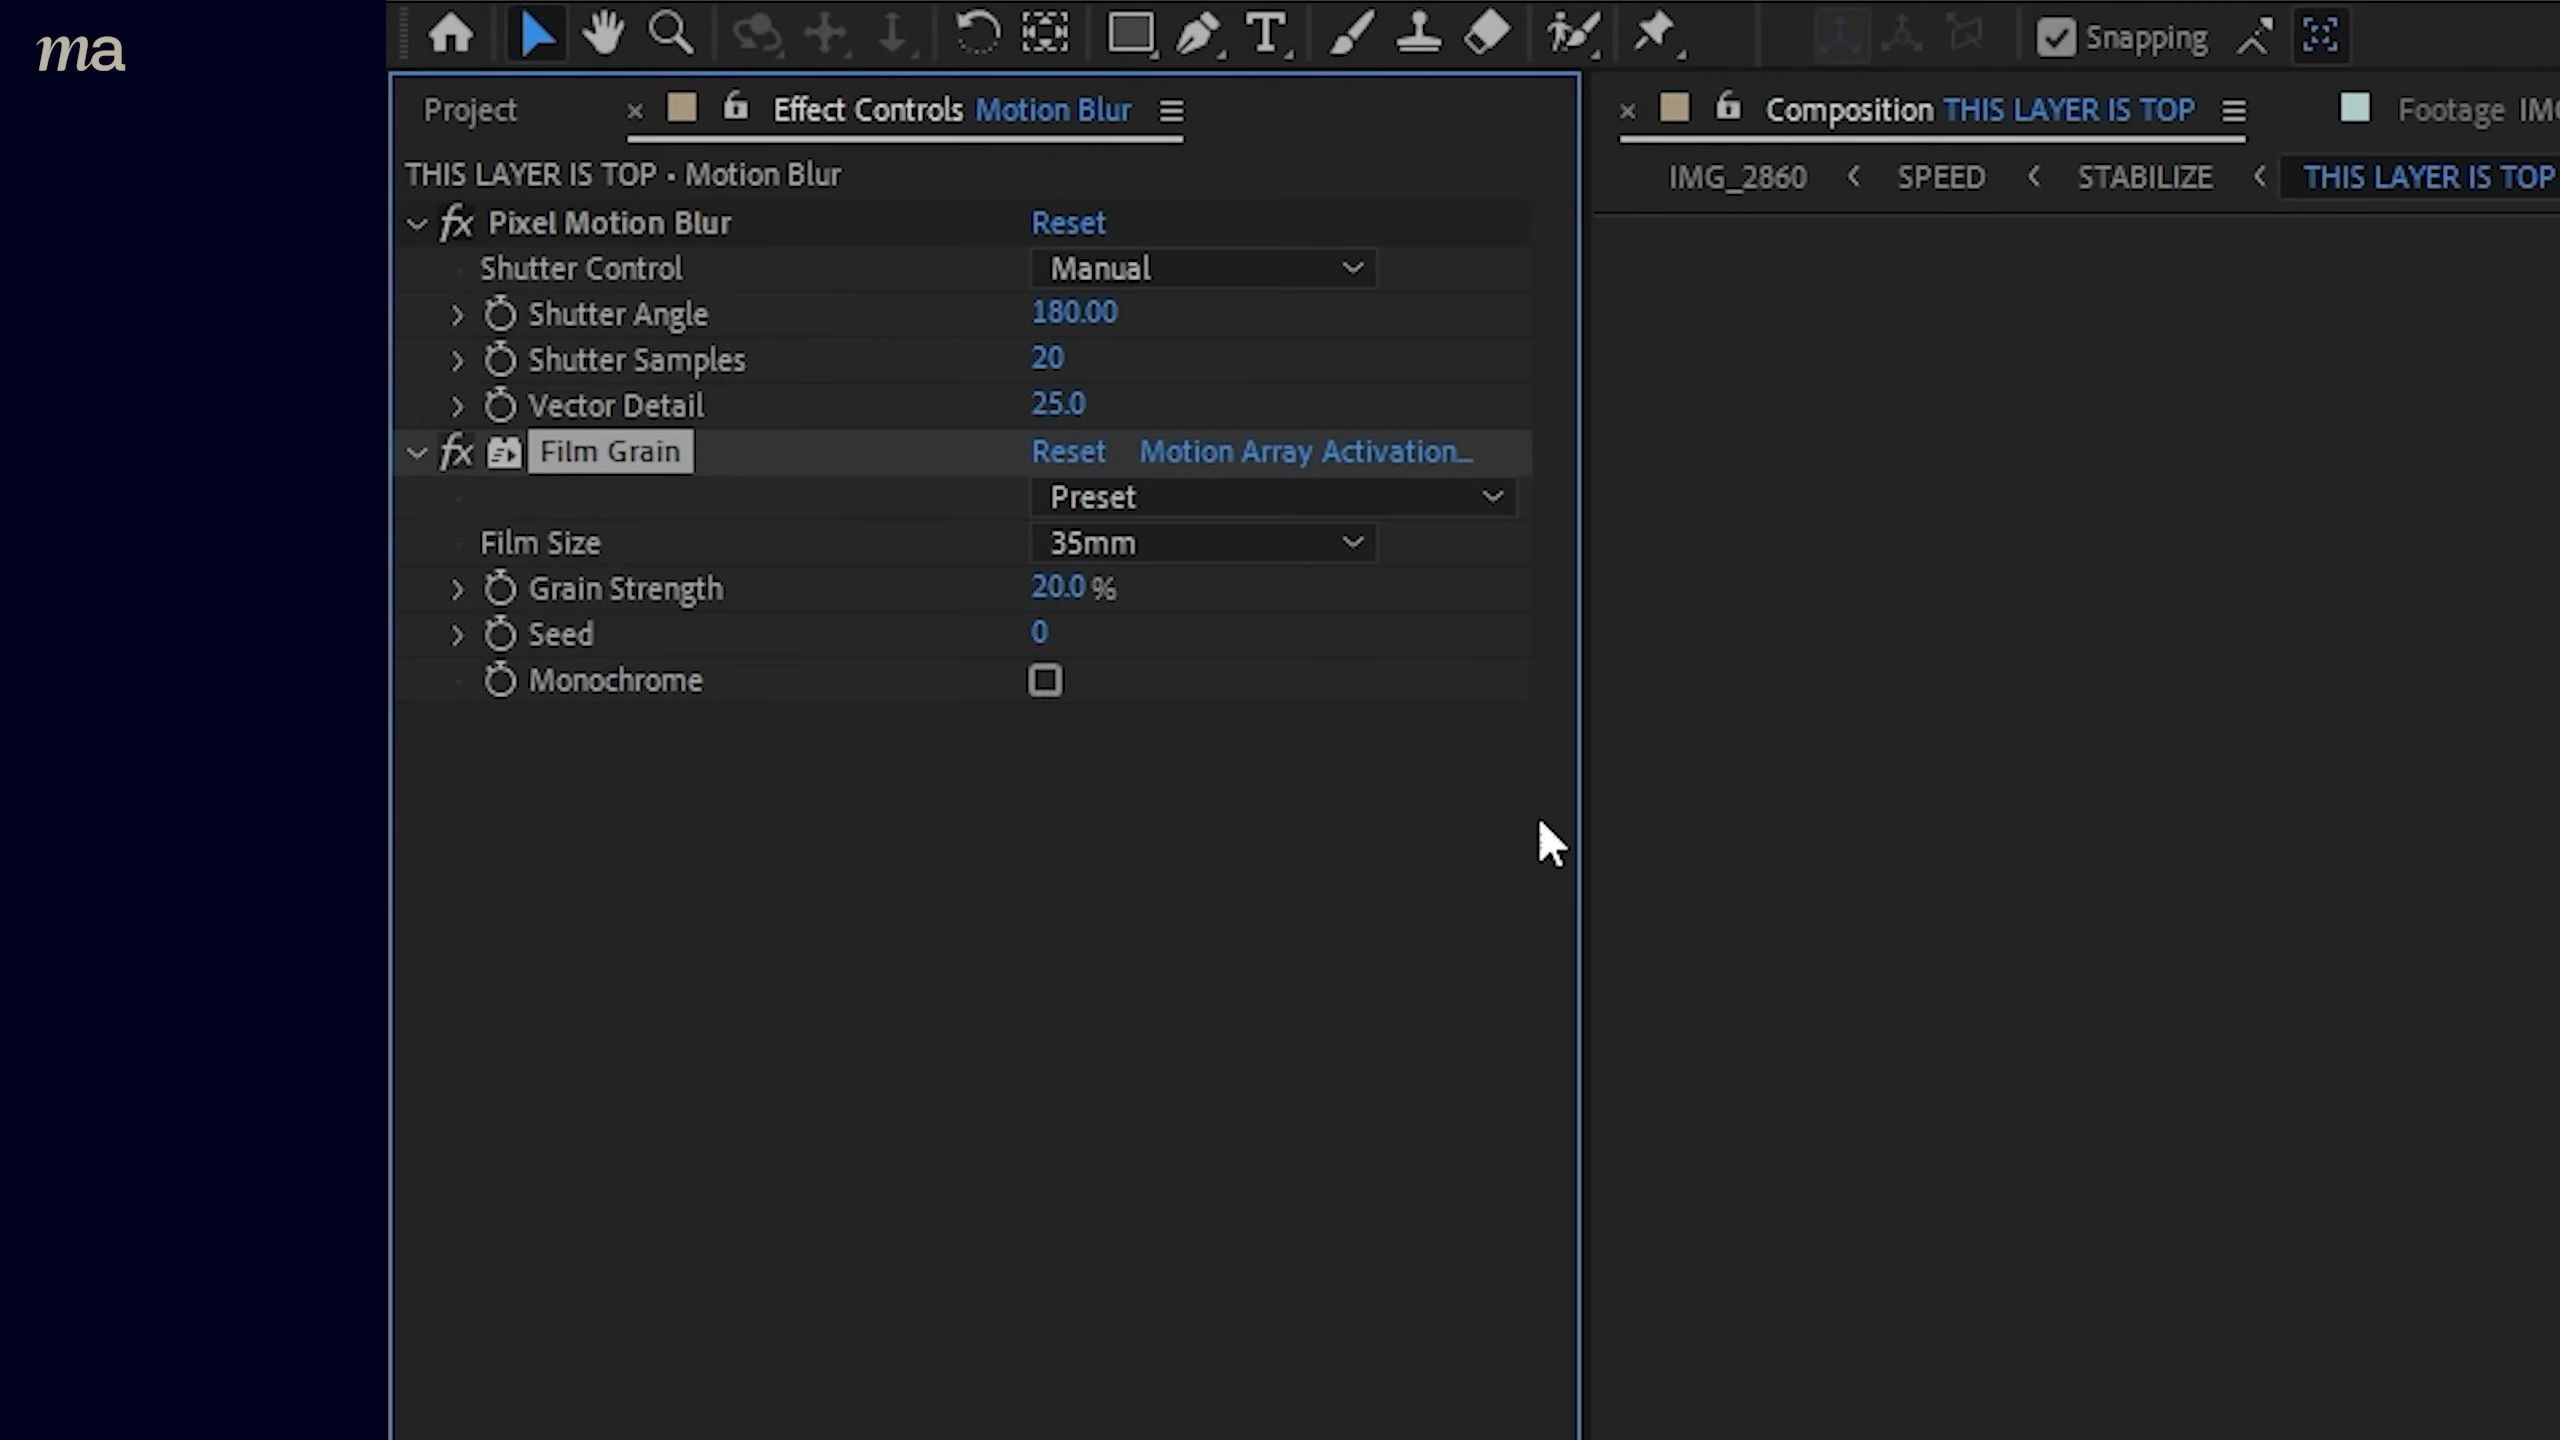 ma
Snapping
Project
Effect Controls Motion Blur
Composition THIS LAYER IS TOP
Footage IMG
THIS LAYER IS TOP • Motion Blur
IMG_2860 < SPEED < STABILIZE < THIS LAYER IS TOP
fx Pixel Motion Blur Reset
Shutter Control Manual
Shutter Angle 180.00
Shutter Samples 20
Vector Detail 25.0
fx Film Grain Reset Motion Array Activation...
Preset
Film Size 35mm
Grain Strength 20.0 %
Seed 0
Monochrome